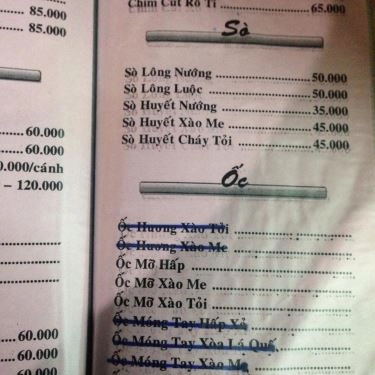 85.000
85.000
60.000
60.000
0.000/cánh
– 120.000
60.000
60.000
60.000
Chim Cút Rô Ti 65.000
Sò
Sò Lông Nướng 50.000
Sò Lông Luộc 50.000
Sò Huyết Nướng 35.000
Sò Huyết Xào Me 45.000
Sò Huyết Cháy Tỏi 45.000
Ốc
Ốc Hương Xào Tỏi
Ốc Hương Xào Me
Ốc Mỡ Hấp
Ốc Mỡ Xào Me
Ốc Mỡ Xào Tỏi
Ốc Móng Tay Hấp Xả
Ốc Móng Tay Xòa Lá Quế
Ốc Móng Tay Xào Me